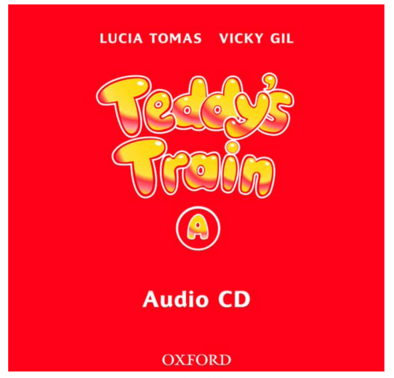 LUCIA TOMAS VICKY GIL
Teddy's
Train
A
Audio CD
OXFORD